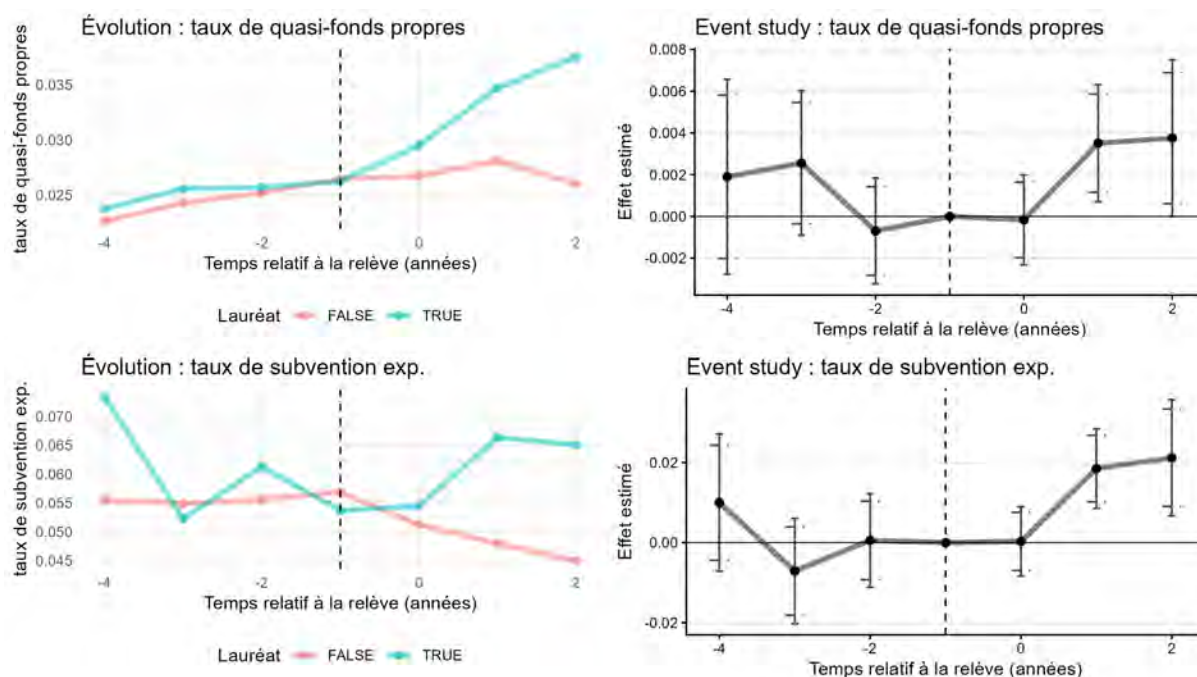 Évolution : taux de quasi-fonds propres
taux de quasi-fonds propres
0.035
0.030
0.025
-4
-2
0
2
Temps relatif à la relève (années)
Lauréat FALSE TRUE
Event study : taux de quasi-fonds propres
Effet estimé
0.008
0.006
0.004
0.002
0.000
-0.002
-4
-2
0
2
Temps relatif à la relève (années)
Évolution : taux de subvention exp.
taux de subvention exp.
0.070
0.065
0.060
0.055
0.050
0.045
-4
-2
0
2
Temps relatif à la relève (années)
Lauréat FALSE TRUE
Event study : taux de subvention exp.
Effet estimé
0.02
0.00
-0.02
-4
-2
0
2
Temps relatif à la relève (années)